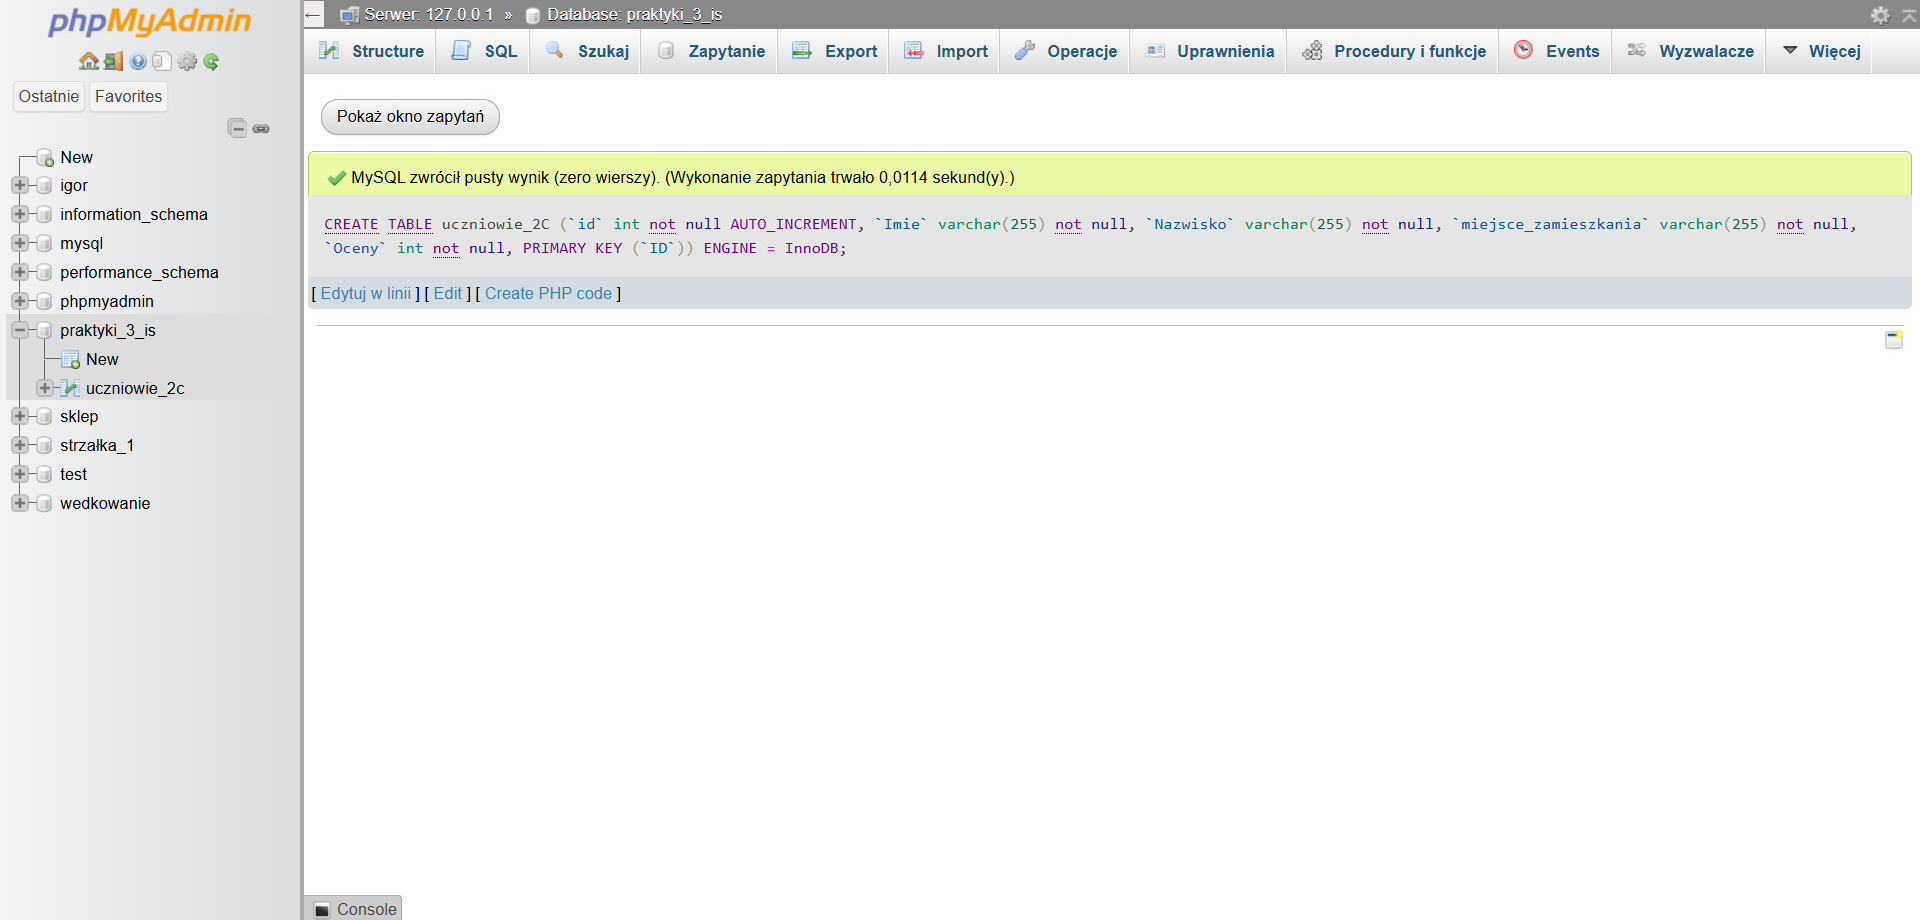 phpMyAdmin
Ostatnie Favorites
New
igor
information_schema
mysql
performance_schema
phpmyadmin
praktyki_3_is
New
uczniowie_2c
sklep
strzałka_1
test
wedkowanie
← Serwer: 127.0.0.1 » Database: praktyki_3_is
Structure SQL Szukaj Zapytanie Export Import Operacje Uprawnienia Procedury i funkcje Events Wyzwalacze Więcej
Pokaż okno zapytań
MySQL zwrócił pusty wynik (zero wierszy). (Wykonanie zapytania trwało 0,0114 sekund(y).)
CREATE TABLE uczniowie_2C (`id` int not null AUTO_INCREMENT, `Imie` varchar(255) not null, `Nazwisko` varchar(255) not null, `miejsce_zamieszkania` varchar(255) not null,
`Oceny` int not null, PRIMARY KEY (`ID`)) ENGINE = InnoDB;
[ Edytuj w linii ] [ Edit ] [ Create PHP code ]
Console